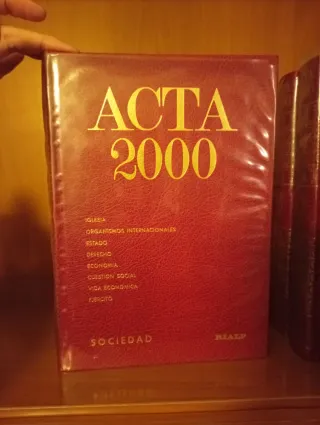 ACTA
2000
IGLESIA
ORGANISMOS INTERNACIONALES
ESTADO
DERECHO
ECONOMIA
CUESTION SOCIAL
VIDA ECONOMICA
EJERCITO
SOCIEDAD
RIALP